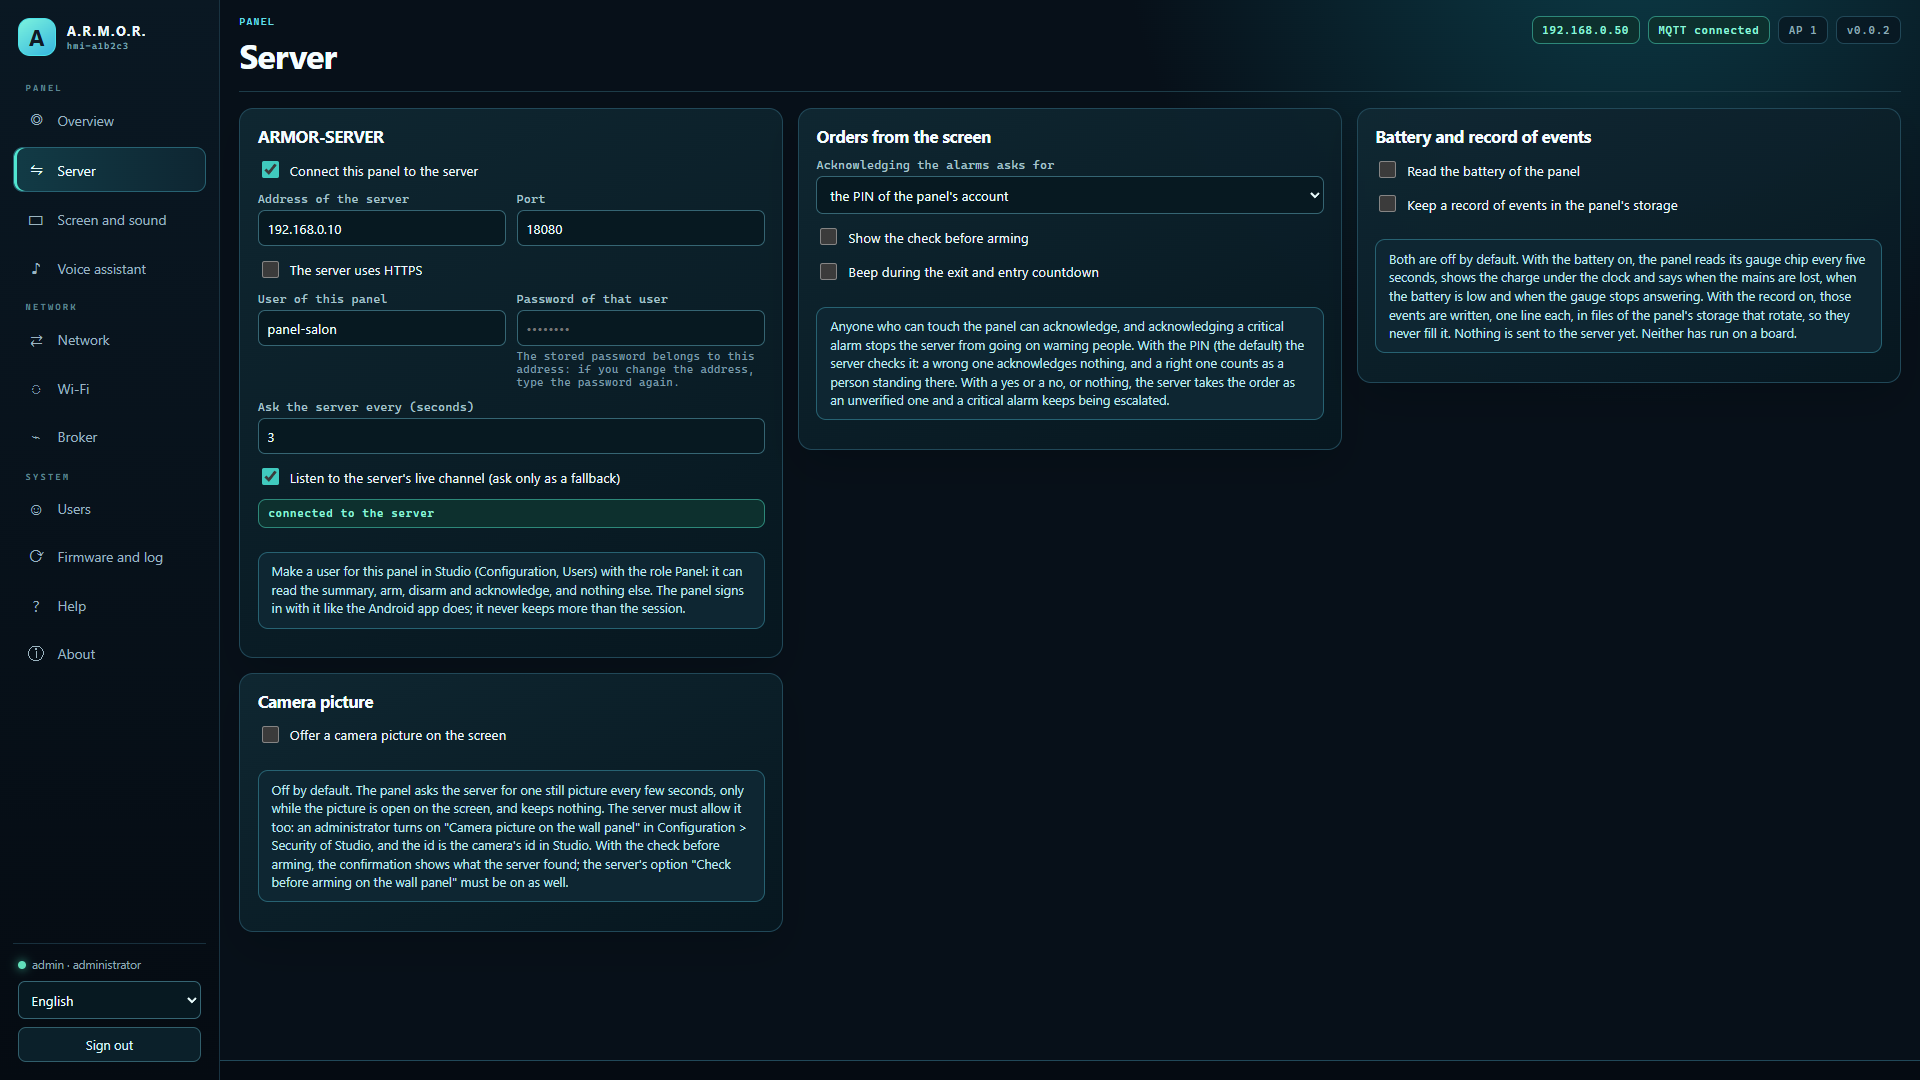 A
A.R.M.O.R.
hmi-a1b2c3
PANEL
Overview
Server
Screen and sound
Voice assistant
NETWORK
Network
Wi-Fi
Broker
SYSTEM
Users
Firmware and log
? Help
About
admin · administrator
English
Sign out
PANEL
Server
192.168.0.50
MQTT connected
AP 1
v0.0.2
ARMOR-SERVER
Connect this panel to the server
Address of the server
Port
192.168.0.10
18080
The server uses HTTPS
User of this panel
Password of that user
panel-salon
••••••••
The stored password belongs to this
address: if you change the address,
type the password again.
Ask the server every (seconds)
3
Listen to the server's live channel (ask only as a fallback)
connected to the server
Make a user for this panel in Studio (Configuration, Users) with the role Panel: it can
read the summary, arm, disarm and acknowledge, and nothing else. The panel signs
in with it like the Android app does; it never keeps more than the session.
Camera picture
Offer a camera picture on the screen
Off by default. The panel asks the server for one still picture every few seconds, only
while the picture is open on the screen, and keeps nothing. The server must allow it
too: an administrator turns on "Camera picture on the wall panel" in Configuration >
Security of Studio, and the id is the camera's id in Studio. With the check before
arming, the confirmation shows what the server found; the server's option "Check
before arming on the wall panel" must be on as well.
Orders from the screen
Acknowledging the alarms asks for
the PIN of the panel's account
Show the check before arming
Beep during the exit and entry countdown
Anyone who can touch the panel can acknowledge, and acknowledging a critical
alarm stops the server from going on warning people. With the PIN (the default) the
server checks it: a wrong one acknowledges nothing, and a right one counts as a
person standing there. With a yes or a no, or nothing, the server takes the order as
an unverified one and a critical alarm keeps being escalated.
Battery and record of events
Read the battery of the panel
Keep a record of events in the panel's storage
Both are off by default. With the battery on, the panel reads its gauge chip every five
seconds, shows the charge under the clock and says when the mains are lost, when
the battery is low and when the gauge stops answering. With the record on, those
events are written, one line each, in files of the panel's storage that rotate, so they
never fill it. Nothing is sent to the server yet. Neither has run on a board.